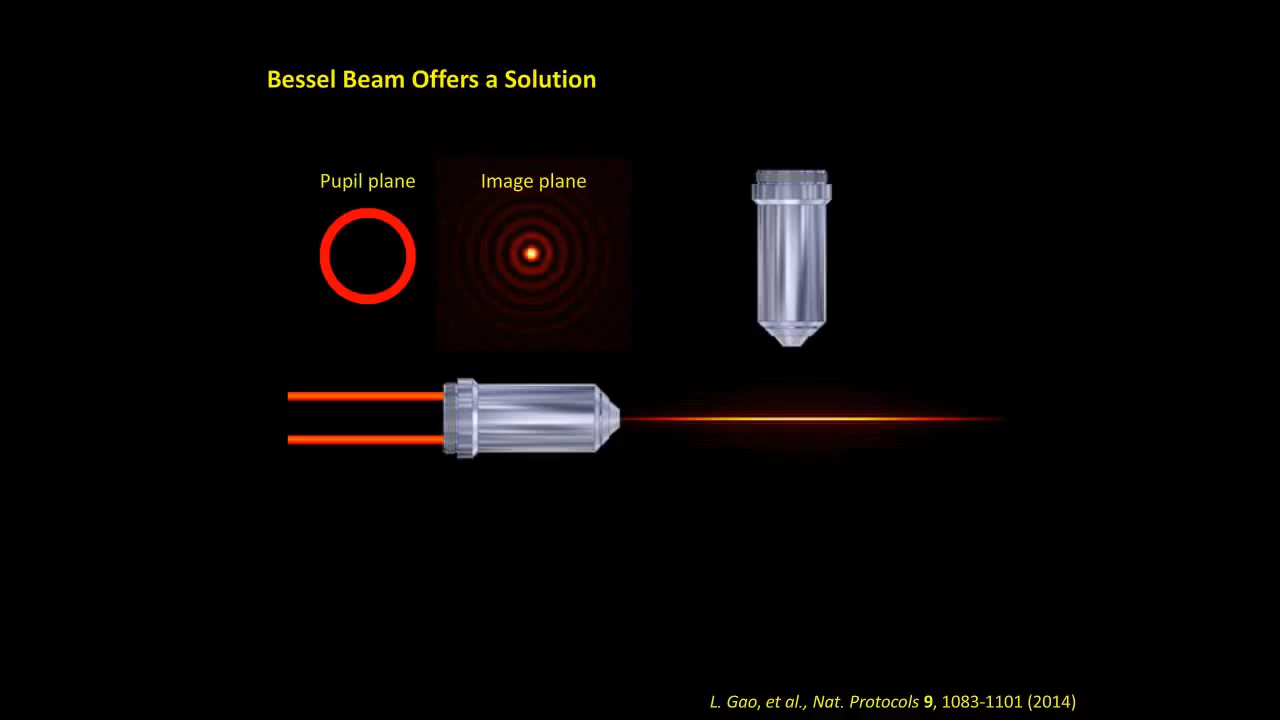 Bessel Beam Offers a Solution
Pupil plane
Image plane
L. Gao, et al., Nat. Protocols 9, 1083-1101 (2014)